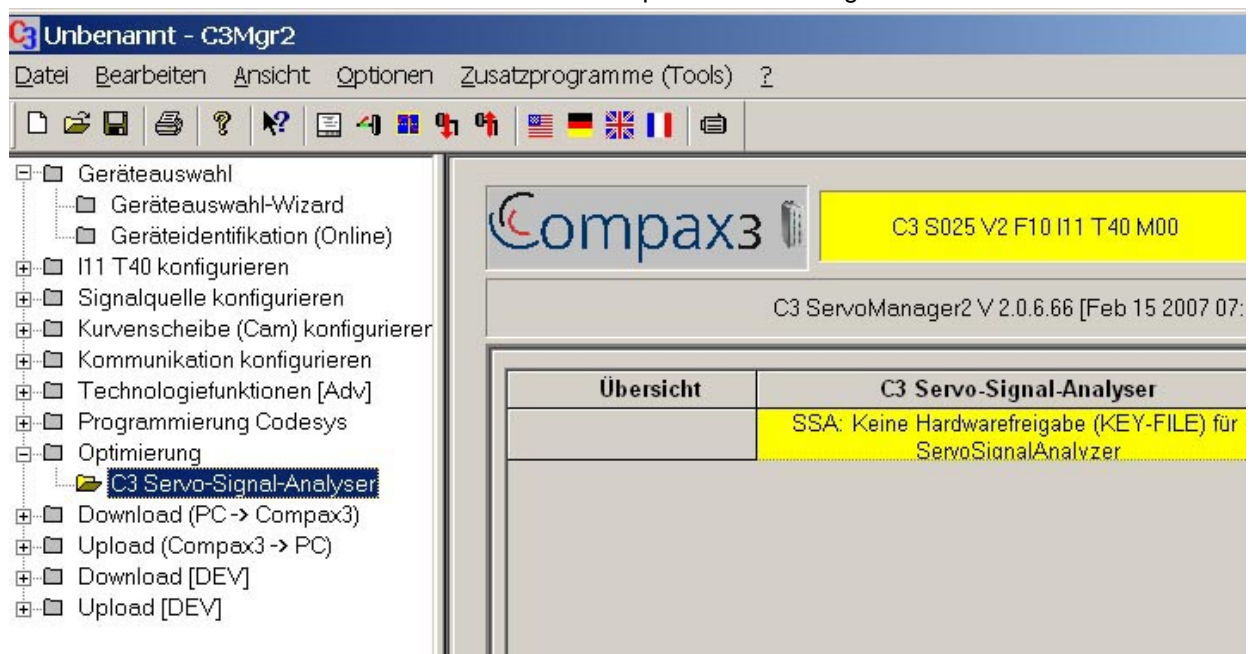 Unbenannt - C3Mgr2
Datei Bearbeiten Ansicht Optionen Zusatzprogramme (Tools) ?
Geräteauswahl
Geräteauswahl-Wizard
Geräteidentifikation (Online)
I11 T40 konfigurieren
Signalquelle konfigurieren
Kurvenscheibe (Cam) konfigurieren
Kommunikation konfigurieren
Technologiefunktionen [Adv]
Programmierung Codesys
Optimierung
C3 Servo-Signal-Analyser
Download (PC -> Compax3)
Upload (Compax3 -> PC)
Download [DEV]
Upload [DEV]
Compax3
C3 S025 V2 F10 I11 T40 M00
C3 ServoManager2 V 2.0.6.66 [Feb 15 2007 07:
Übersicht C3 Servo-Signal-Analyser
SSA: Keine Hardwarefreigabe (KEY-FILE) für
ServoSignalAnalyzer